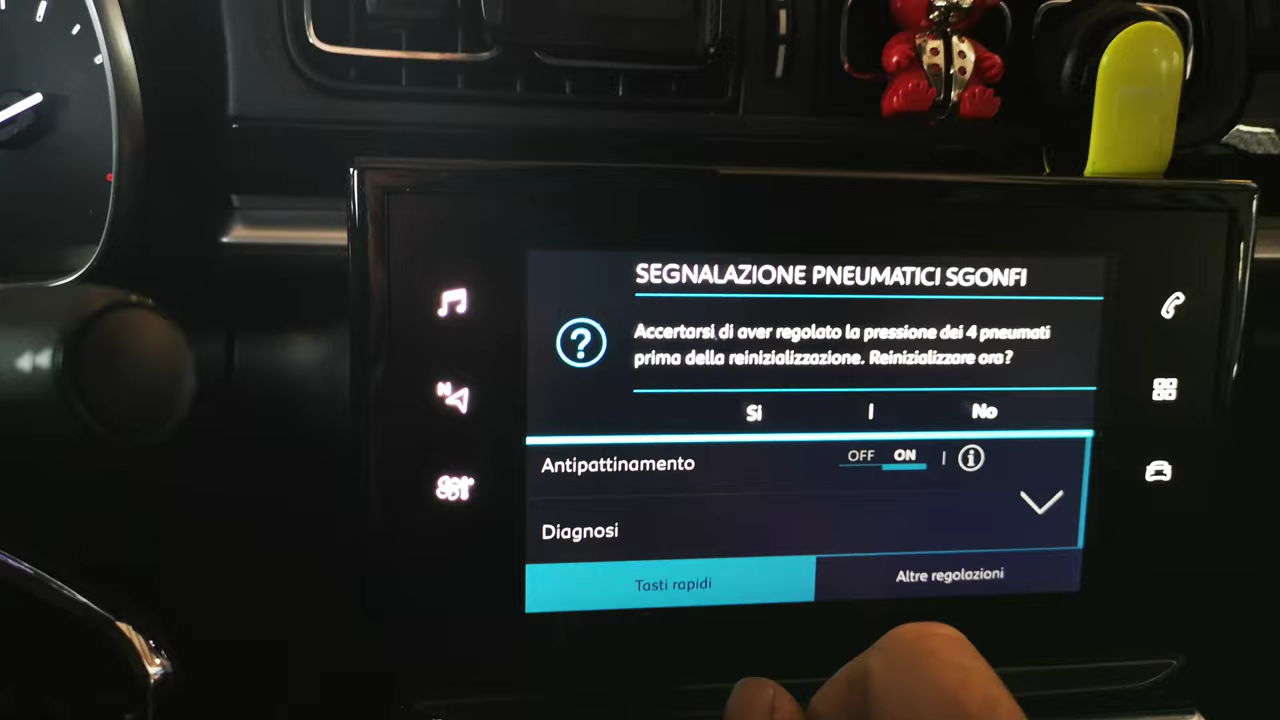 SEGNALAZIONE PNEUMATICI SGONFI
Accertarsi di aver regolato la pressione dei 4 pneumati
prima della reinizializzazione. Reinizializzare ora?
Si | No
Antipattinamento OFF ON |
Diagnosi
Tasti rapidi Altre regolazioni
N